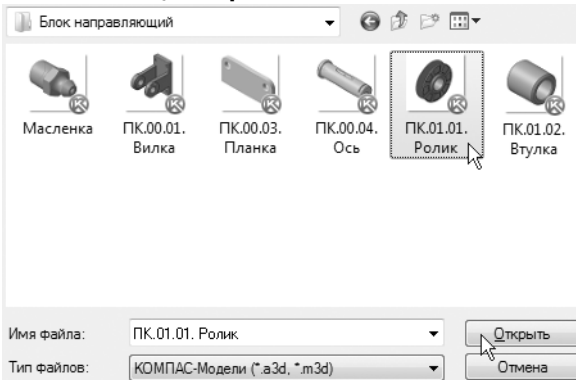 Блок направляющий
Масленка
ПК.00.01.
Вилка
ПК.00.03.
Планка
ПК.00.04.
Ось
ПК.01.01.
Ролик
ПК.01.02.
Втулка
Имя файла: ПК.01.01. Ролик Открыть
Тип файлов: КОМПАС-Модели (*.a3d, *.m3d) Отмена